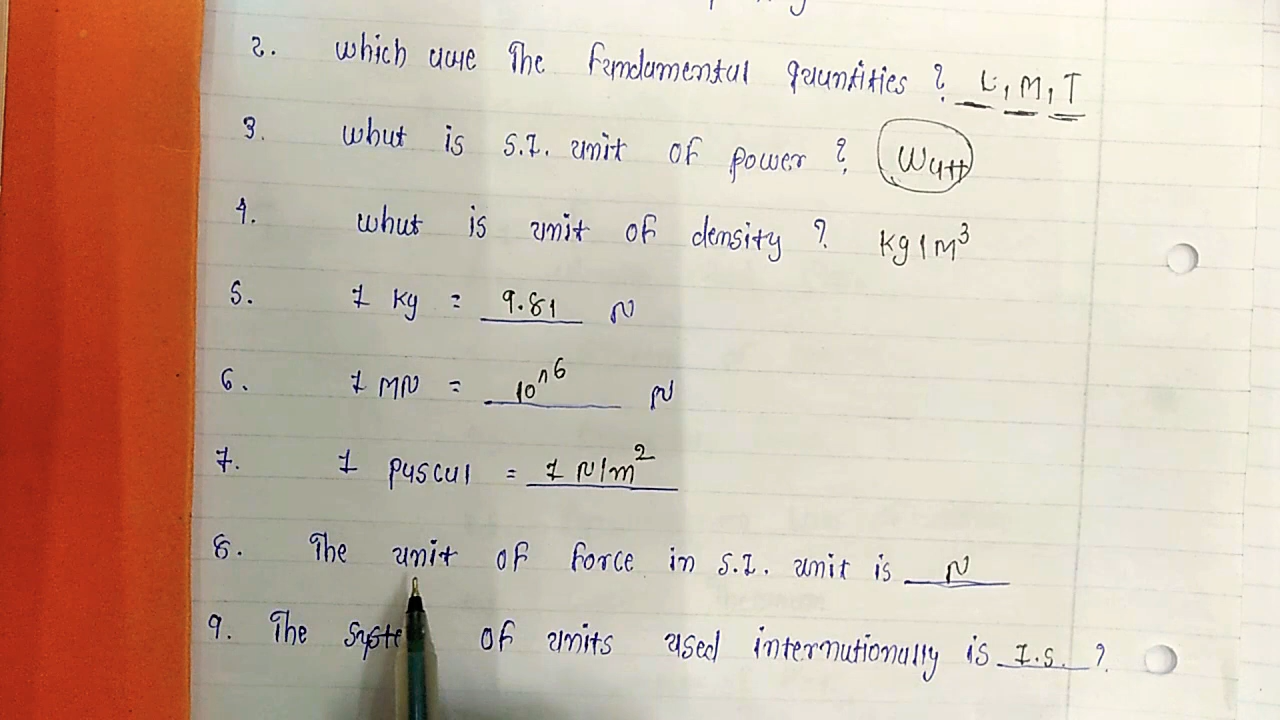 2. Which are The fundamental quantities ? L, M, T
3. What is S.I. unit of power ? Watt
4. What is unit of density ? Kg/M³
5. 1 Kg = 9.81 N
6. 1 MN = 10^6 N
7. 1 pascal = 1 N/m²
8. The unit of force in S.I. unit is N
9. The System of units used internationally is I.S. ?